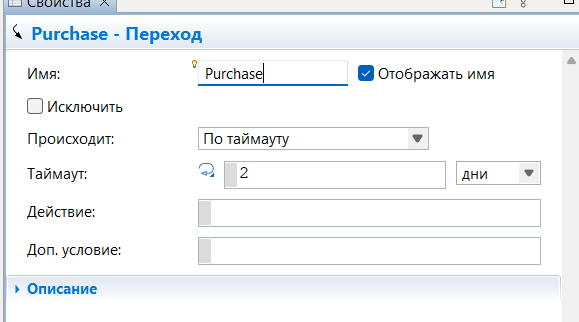 Свойства
Purchase - Переход
Имя: Purchase Отображать имя
Исключить
Происходит: По таймауту
Таймаут: 2 дни
Действие:
Доп. условие:
Описание